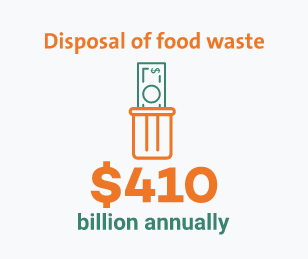 Disposal of food waste
$
$410
billion annually